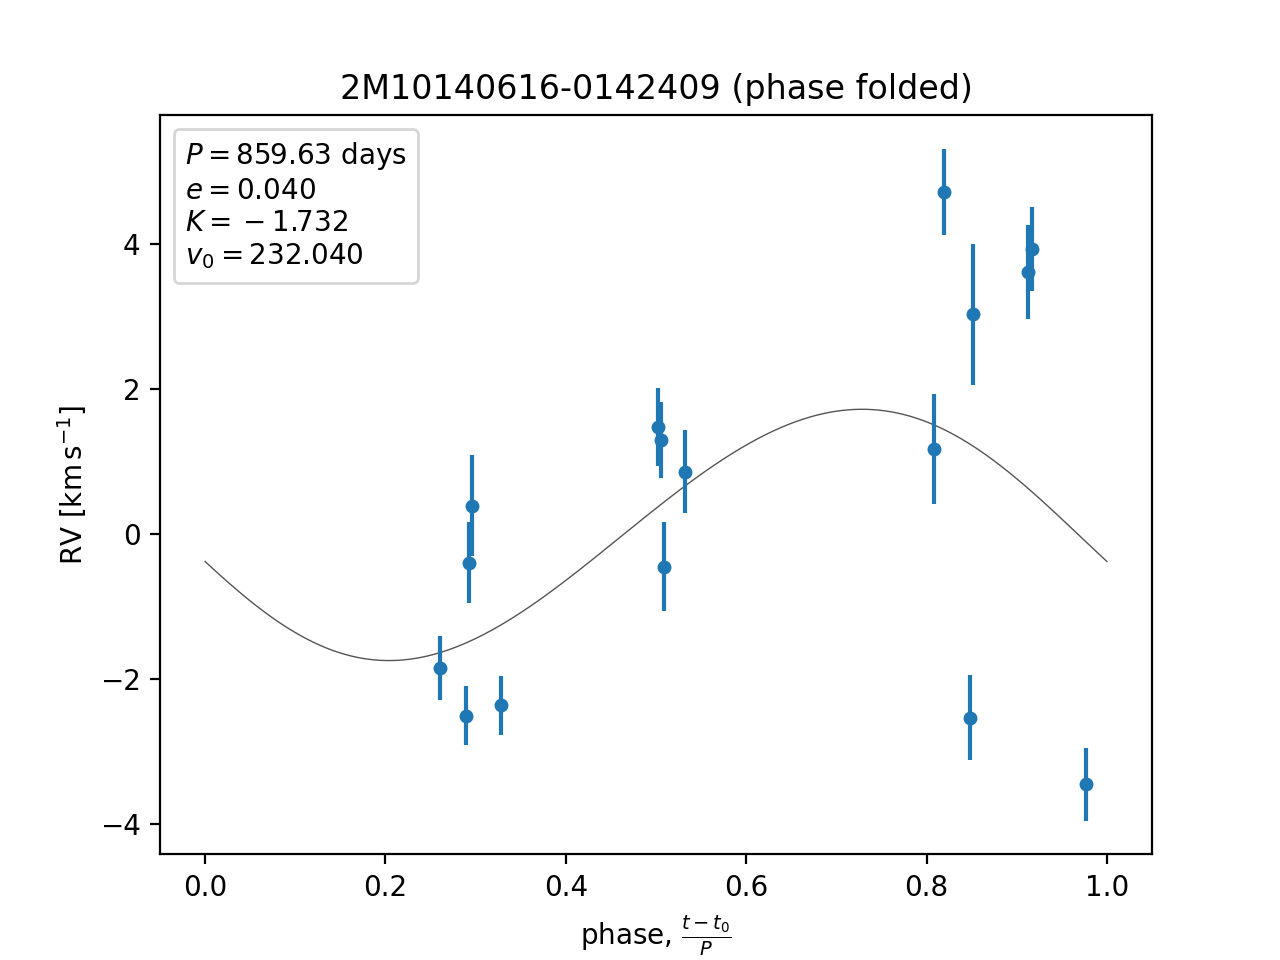 2M10140616-0142409 (phase folded)
P = 859.63 days
e = 0.040
K = −1.732
v₀ = 232.040
4
2
0
−2
−4
RV [km s⁻¹]
0.0 0.2 0.4 0.6 0.8 1.0
phase, (t − t₀)/P